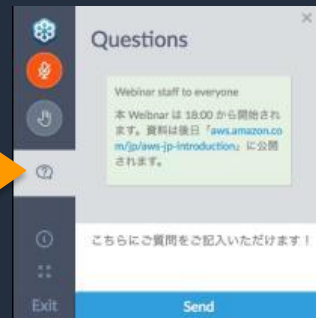 Questions
Webinar staff to everyone
本 Weibnar は 18:00 から開始され
ます。資料は後日「aws.amazon.co
m/jp/aws-jp-introduction」に公開
されます。
こちらにご質問をご記入いただけます!
Exit
Send